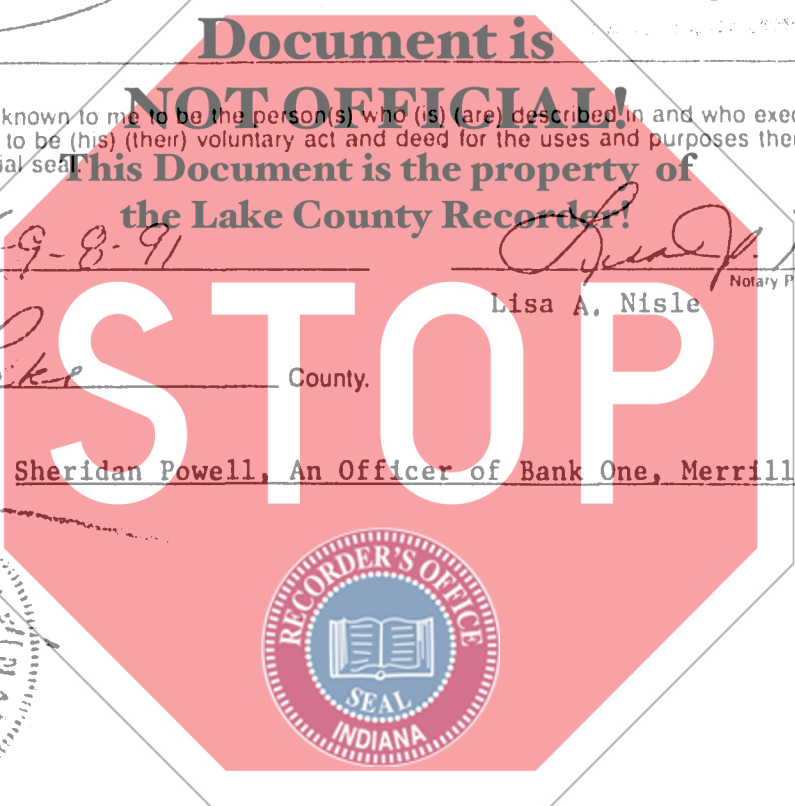 Document is
NOT OFFICIAL!
known to me to be the person(s) who (is) (are) described in and who exec
to be (his) (their) voluntary act and deed for the uses and purposes ther
ial seal.
This Document is the property of
the Lake County Recorder!
9-8-91
Notary P
Lisa A. Nisle
STOP
County.
Sheridan Powell, An Officer of Bank One, Merrill
RECORDER'S OFFICE
SEAL
INDIANA